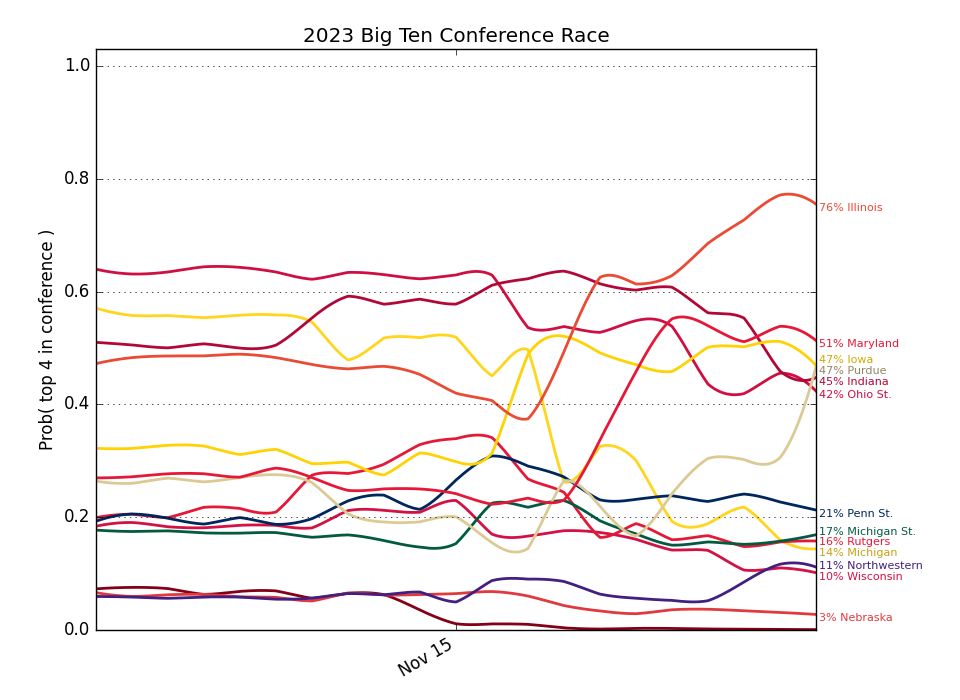 2023 Big Ten Conference Race
1.0
0.8
0.6
0.4
0.2
0.0
Prob( top 4 in conference )
Nov 15
76% Illinois
51% Maryland
47% Iowa
47% Purdue
45% Indiana
42% Ohio St.
21% Penn St.
17% Michigan St.
16% Rutgers
14% Michigan
11% Northwestern
10% Wisconsin
3% Nebraska